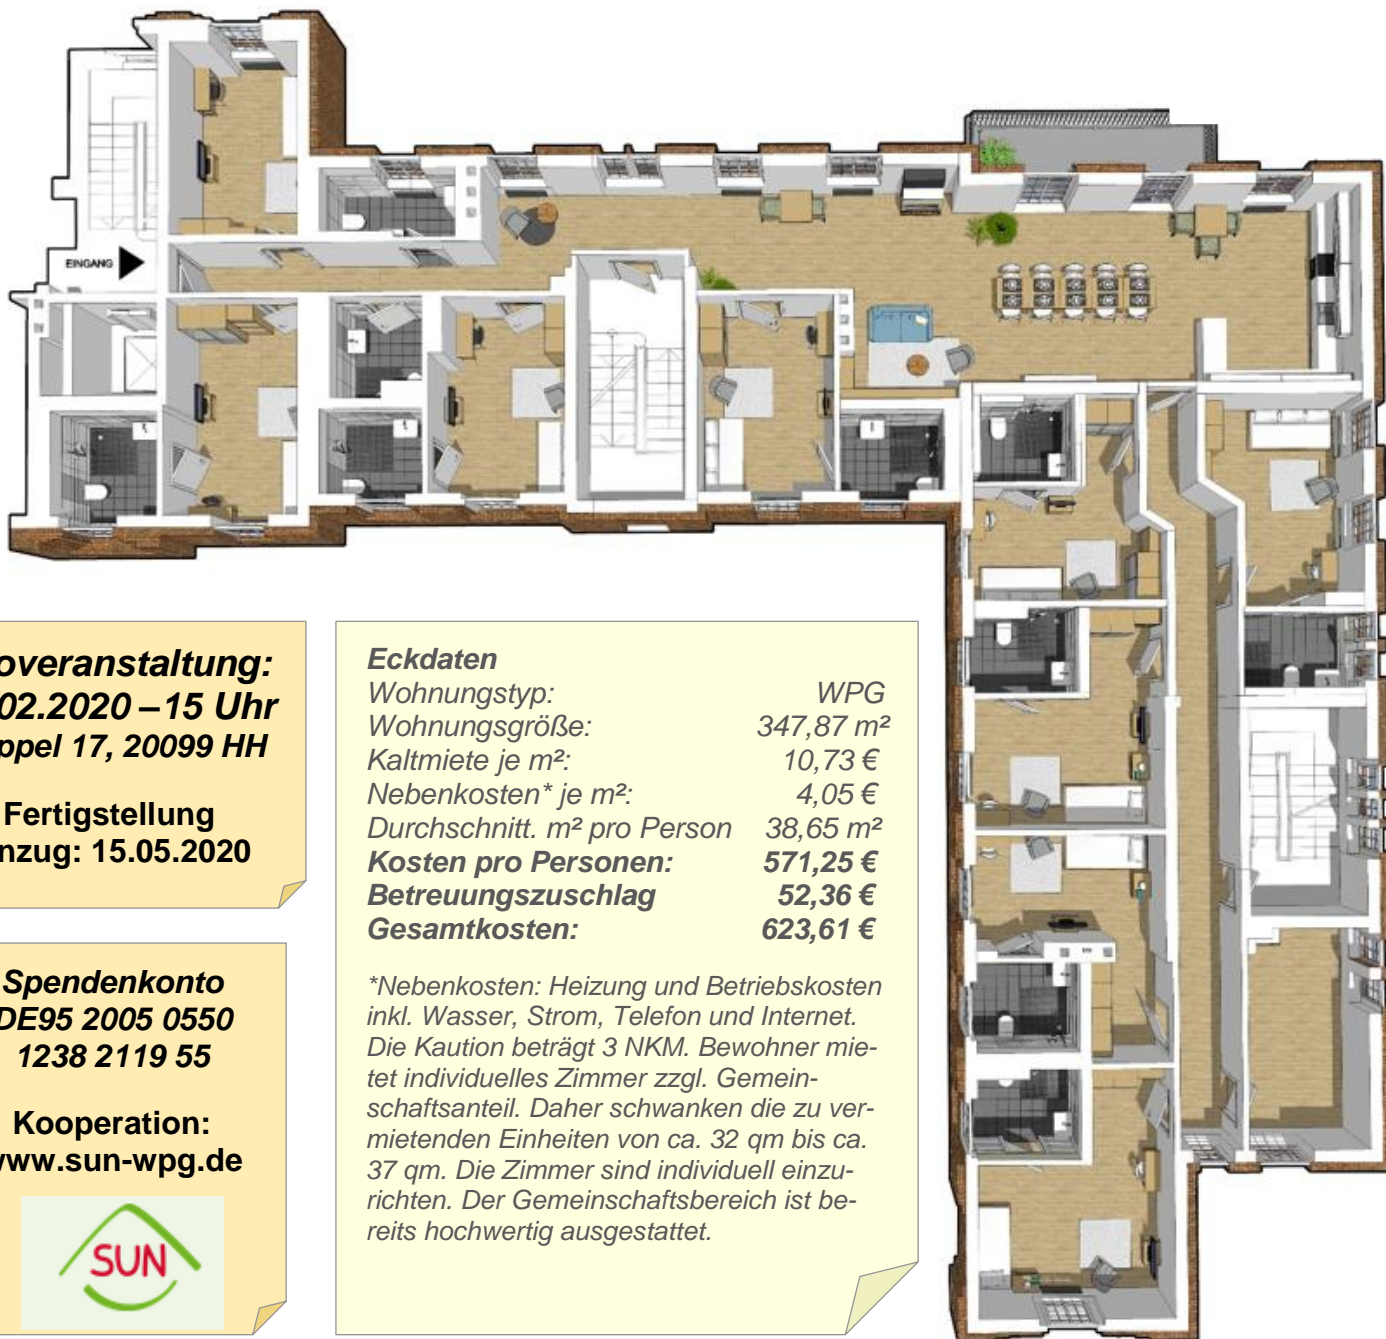 EINGANG
overanstaltung:
02.2020 – 15 Uhr
ppel 17, 20099 HH
Fertigstellung
nzug: 15.05.2020
Spendenkonto
DE95 2005 0550
1238 2119 55
Kooperation:
www.sun-wpg.de
SUN
Eckdaten
Wohnungstyp: WPG
Wohnungsgröße: 347,87 m²
Kaltmiete je m²: 10,73 €
Nebenkosten* je m²: 4,05 €
Durchschnitt. m² pro Person 38,65 m²
Kosten pro Personen: 571,25 €
Betreuungszuschlag 52,36 €
Gesamtkosten: 623,61 €
*Nebenkosten: Heizung und Betriebskosten
inkl. Wasser, Strom, Telefon und Internet.
Die Kaution beträgt 3 NKM. Bewohner mie-
tet individuelles Zimmer zzgl. Gemein-
schaftsanteil. Daher schwanken die zu ver-
mietenden Einheiten von ca. 32 qm bis ca.
37 qm. Die Zimmer sind individuell einzu-
richten. Der Gemeinschaftsbereich ist be-
reits hochwertig ausgestattet.